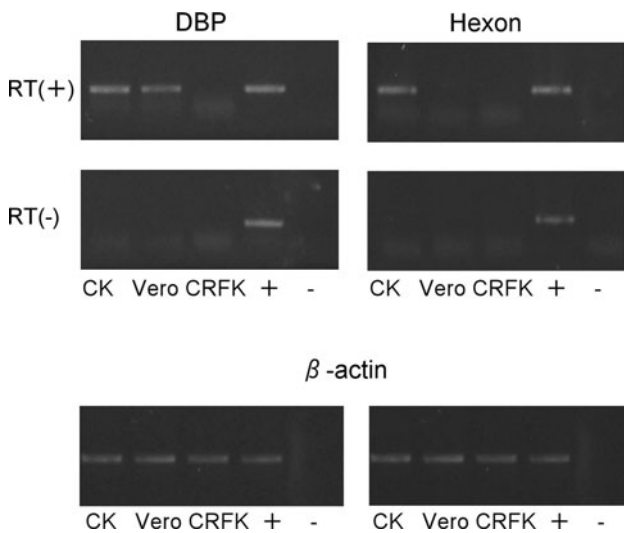 DBP Hexon
RT(+)
RT(-)
CK Vero CRFK + - CK Vero CRFK + -
β-actin
CK Vero CRFK + - CK Vero CRFK + -